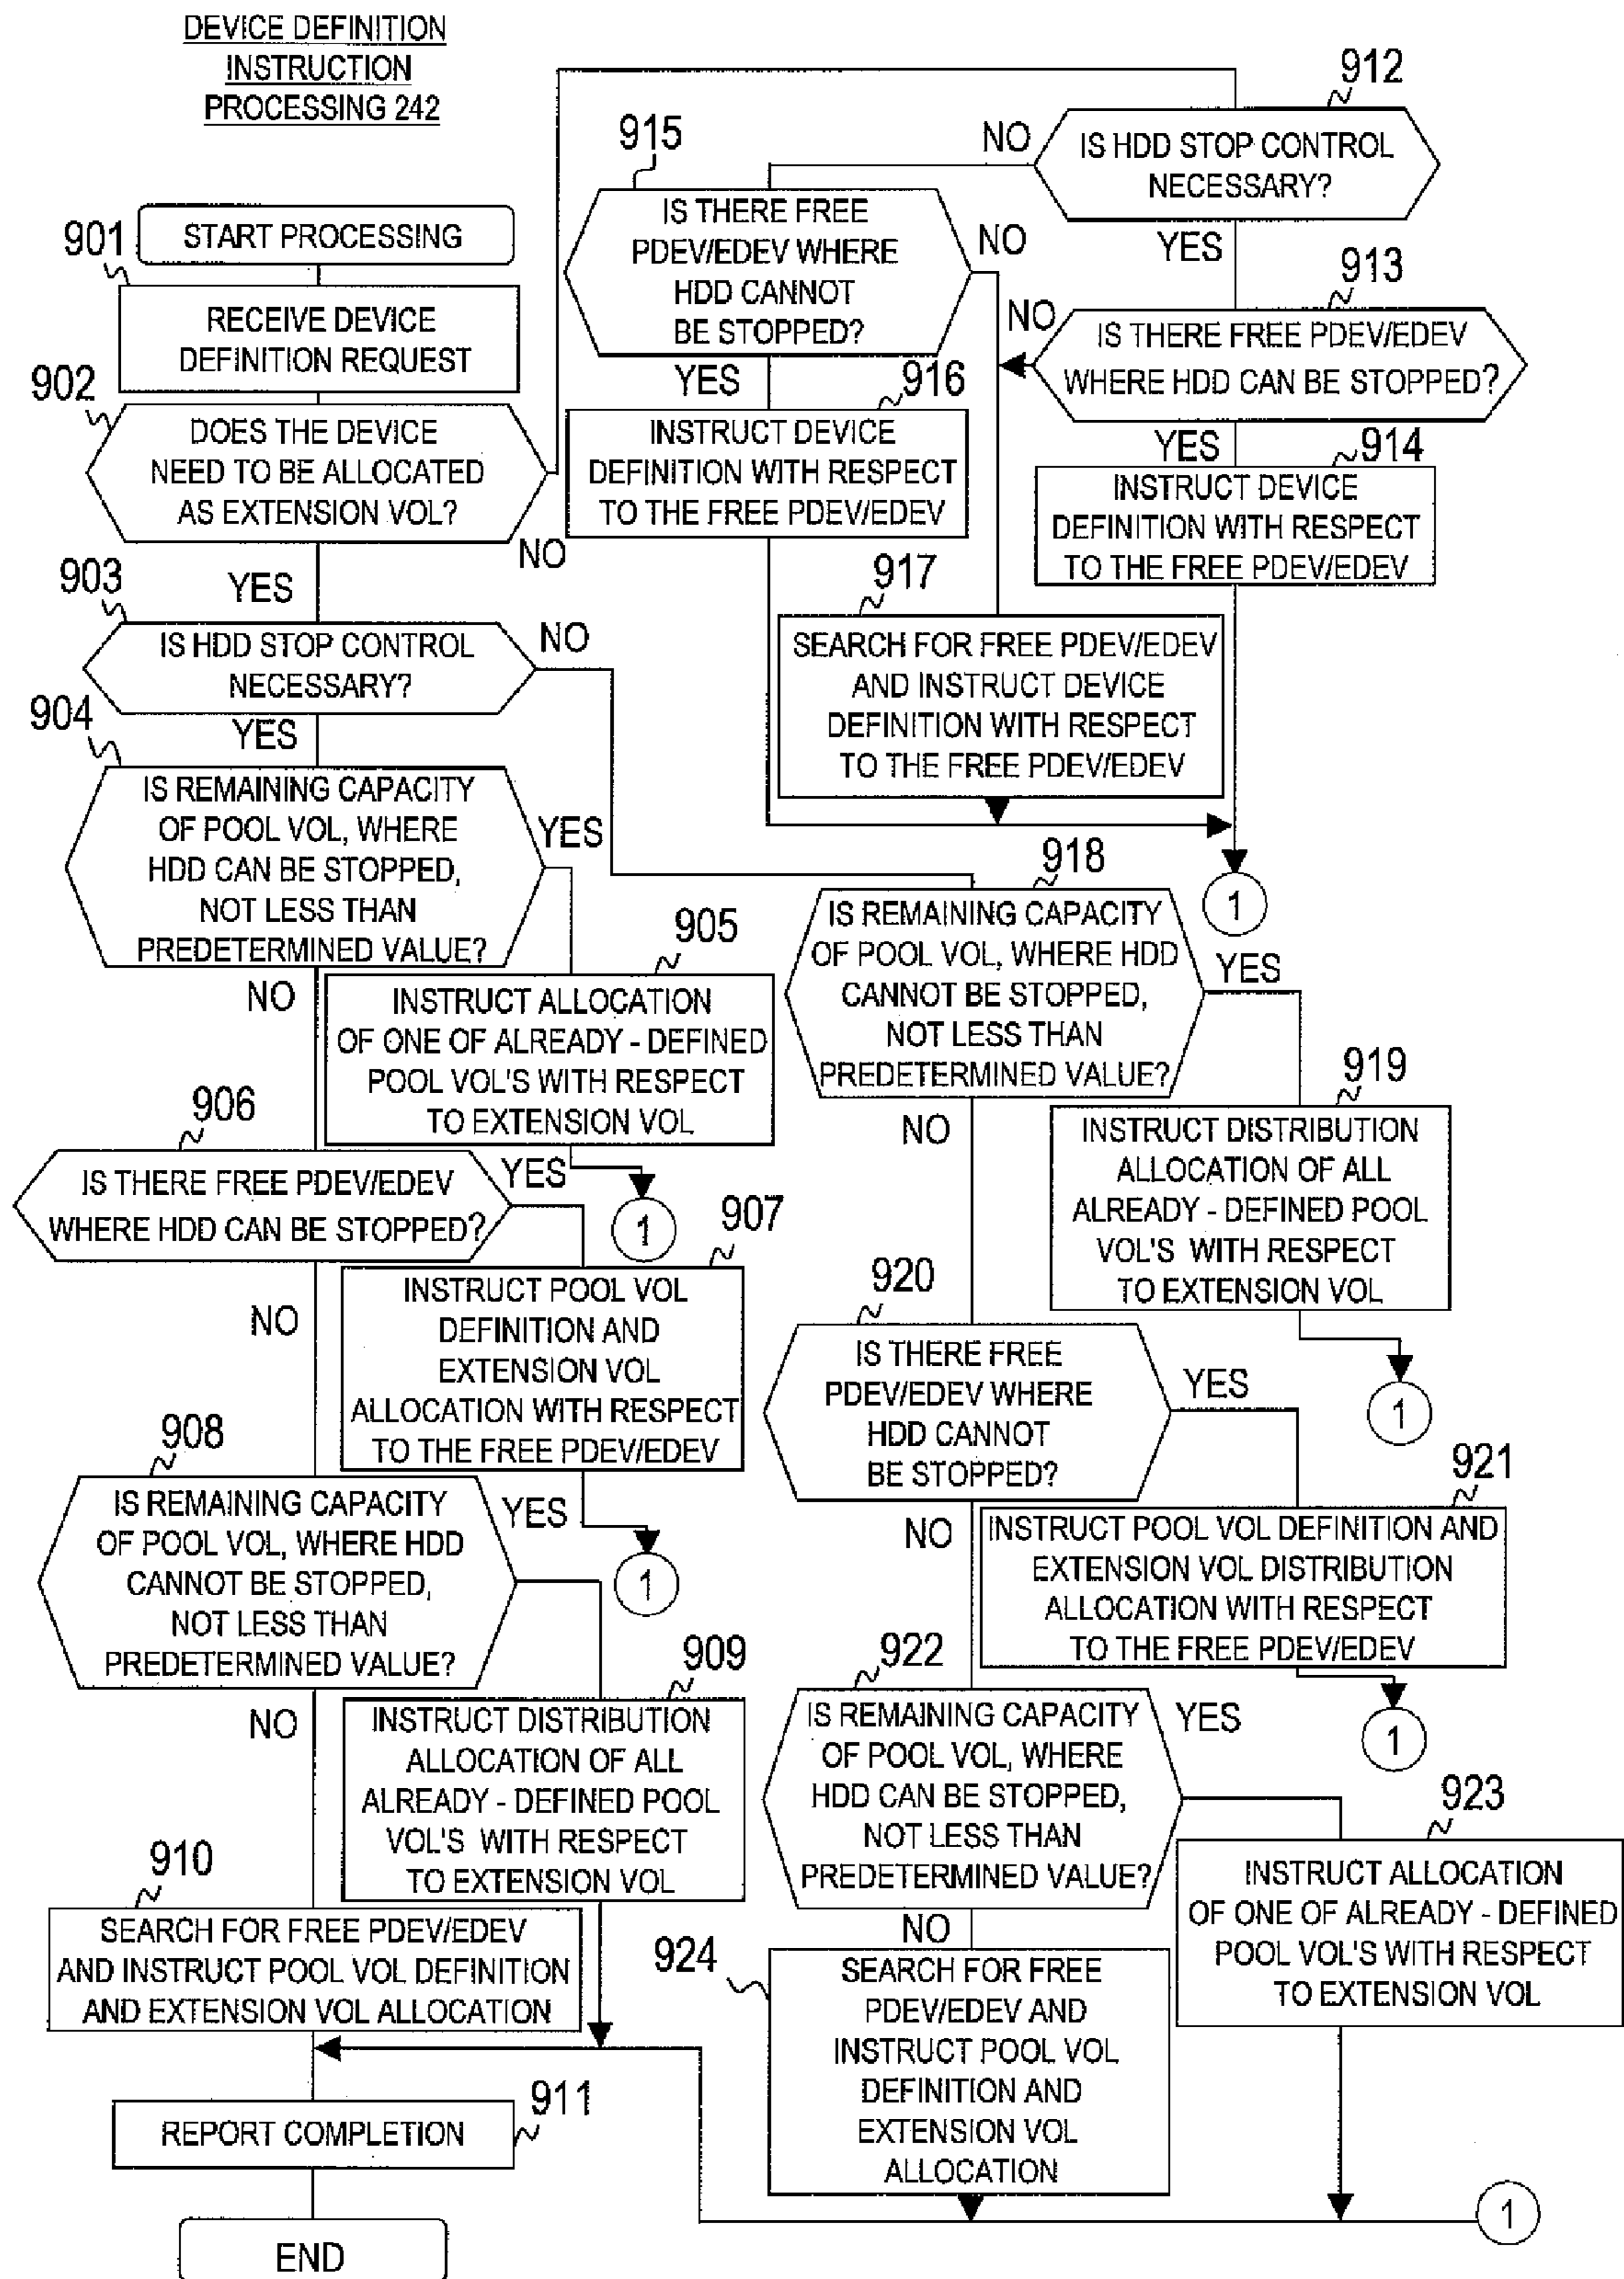 DEVICE DEFINITION
INSTRUCTION
PROCESSING 242
START PROCESSING
901
RECEIVE DEVICE
DEFINITION REQUEST
902
DOES THE DEVICE
NEED TO BE ALLOCATED
AS EXTENSION VOL?
NO
YES
903
IS HDD STOP CONTROL
NECESSARY?
NO
YES
904
IS REMAINING CAPACITY
OF POOL VOL, WHERE
HDD CAN BE STOPPED,
NOT LESS THAN
PREDETERMINED VALUE?
YES
NO
905
INSTRUCT ALLOCATION
OF ONE OF ALREADY - DEFINED
POOL VOL'S WITH RESPECT
TO EXTENSION VOL
1
906
IS THERE FREE PDEV/EDEV
WHERE HDD CAN BE STOPPED?
YES
NO
907
INSTRUCT POOL VOL
DEFINITION AND
EXTENSION VOL
ALLOCATION WITH RESPECT
TO THE FREE PDEV/EDEV
1
908
IS REMAINING CAPACITY
OF POOL VOL, WHERE HDD
CANNOT BE STOPPED,
NOT LESS THAN
PREDETERMINED VALUE?
YES
NO
909
INSTRUCT DISTRIBUTION
ALLOCATION OF ALL
ALREADY - DEFINED POOL
VOL'S WITH RESPECT
TO EXTENSION VOL
910
SEARCH FOR FREE PDEV/EDEV
AND INSTRUCT POOL VOL DEFINITION
AND EXTENSION VOL ALLOCATION
911
REPORT COMPLETION
END
912
IS HDD STOP CONTROL
NECESSARY?
NO
YES
913
IS THERE FREE PDEV/EDEV
WHERE HDD CAN BE STOPPED?
NO
YES
914
INSTRUCT DEVICE
DEFINITION WITH RESPECT
TO THE FREE PDEV/EDEV
915
IS THERE FREE
PDEV/EDEV WHERE
HDD CANNOT
BE STOPPED?
NO
YES
916
INSTRUCT DEVICE
DEFINITION WITH RESPECT
TO THE FREE PDEV/EDEV
917
SEARCH FOR FREE PDEV/EDEV
AND INSTRUCT DEVICE
DEFINITION WITH RESPECT
TO THE FREE PDEV/EDEV
1
918
IS REMAINING CAPACITY
OF POOL VOL, WHERE HDD
CANNOT BE STOPPED,
NOT LESS THAN
PREDETERMINED VALUE?
YES
NO
919
INSTRUCT DISTRIBUTION
ALLOCATION OF ALL
ALREADY - DEFINED POOL
VOL'S WITH RESPECT
TO EXTENSION VOL
1
920
IS THERE FREE
PDEV/EDEV WHERE
HDD CANNOT
BE STOPPED?
YES
NO
921
INSTRUCT POOL VOL DEFINITION AND
EXTENSION VOL DISTRIBUTION
ALLOCATION WITH RESPECT
TO THE FREE PDEV/EDEV
1
922
IS REMAINING CAPACITY
OF POOL VOL, WHERE
HDD CAN BE STOPPED,
NOT LESS THAN
PREDETERMINED VALUE?
YES
NO
923
INSTRUCT ALLOCATION
OF ONE OF ALREADY - DEFINED
POOL VOL'S WITH RESPECT
TO EXTENSION VOL
924
SEARCH FOR FREE
PDEV/EDEV AND
INSTRUCT POOL VOL
DEFINITION AND
EXTENSION VOL
ALLOCATION
1